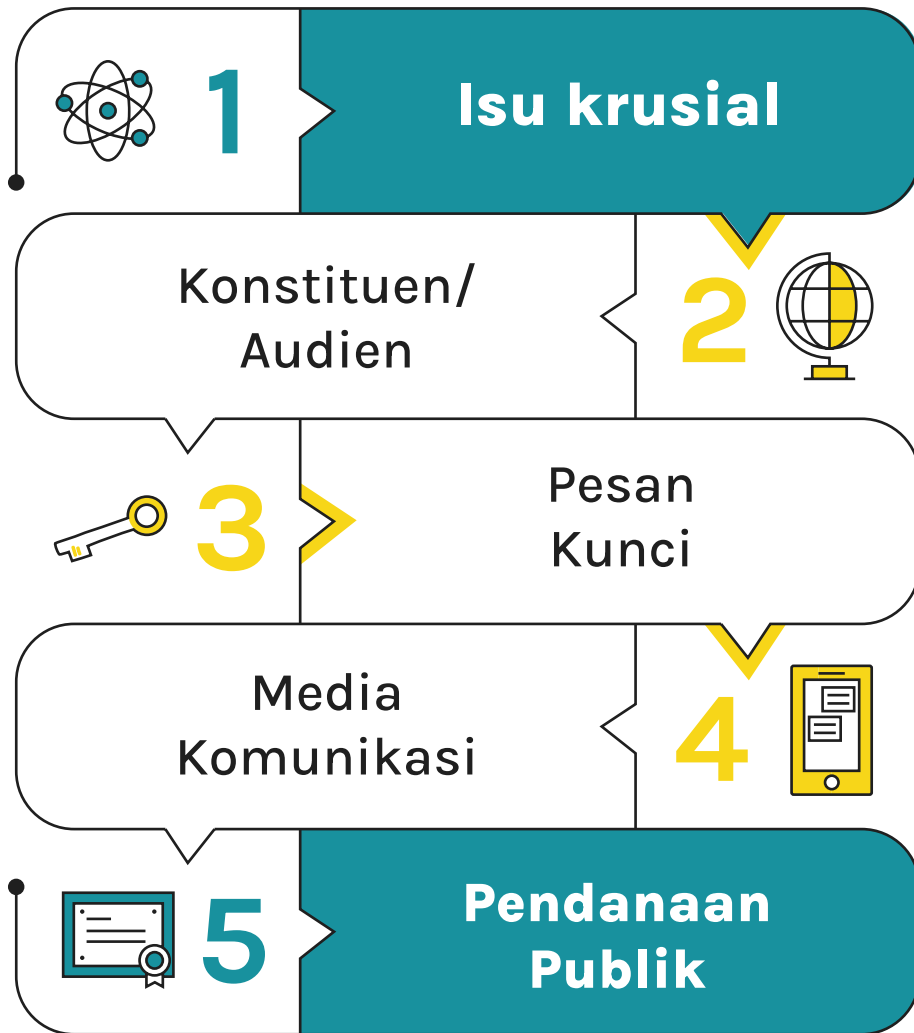 1
Isu krusial
Konstituen/
Audien
2
3
Pesan
Kunci
Media
Komunikasi
4
5
Pendanaan
Publik